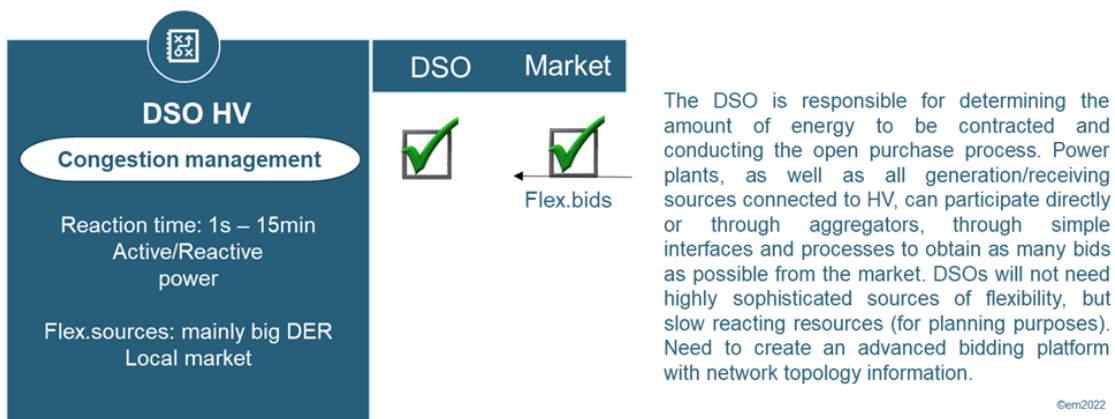 DSO HV
Congestion management
Reaction time: 1s – 15min
Active/Reactive
power
Flex.sources: mainly big DER
Local market
DSO
Market
Flex.bids
The DSO is responsible for determining the
amount of energy to be contracted and
conducting the open purchase process. Power
plants, as well as all generation/receiving
sources connected to HV, can participate directly
or through aggregators, through simple
interfaces and processes to obtain as many bids
as possible from the market. DSOs will not need
highly sophisticated sources of flexibility, but
slow reacting resources (for planning purposes).
Need to create an advanced bidding platform
with network topology information.
©em2022